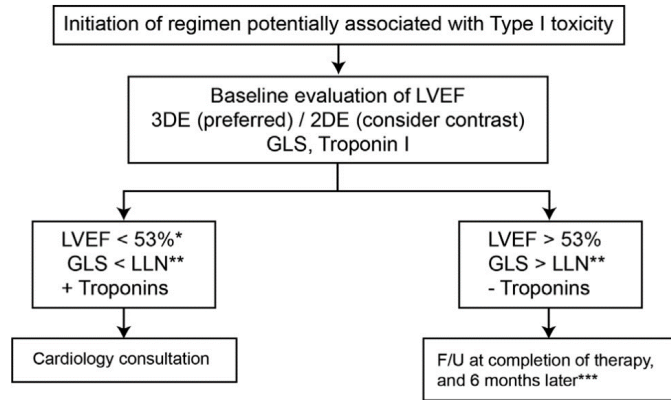 Initiation of regimen potentially associated with Type I toxicity
Baseline evaluation of LVEF
3DE (preferred) / 2DE (consider contrast)
GLS, Troponin I
LVEF < 53%*
GLS < LLN**
+ Troponins
LVEF > 53%
GLS > LLN**
- Troponins
Cardiology consultation
F/U at completion of therapy,
and 6 months later***